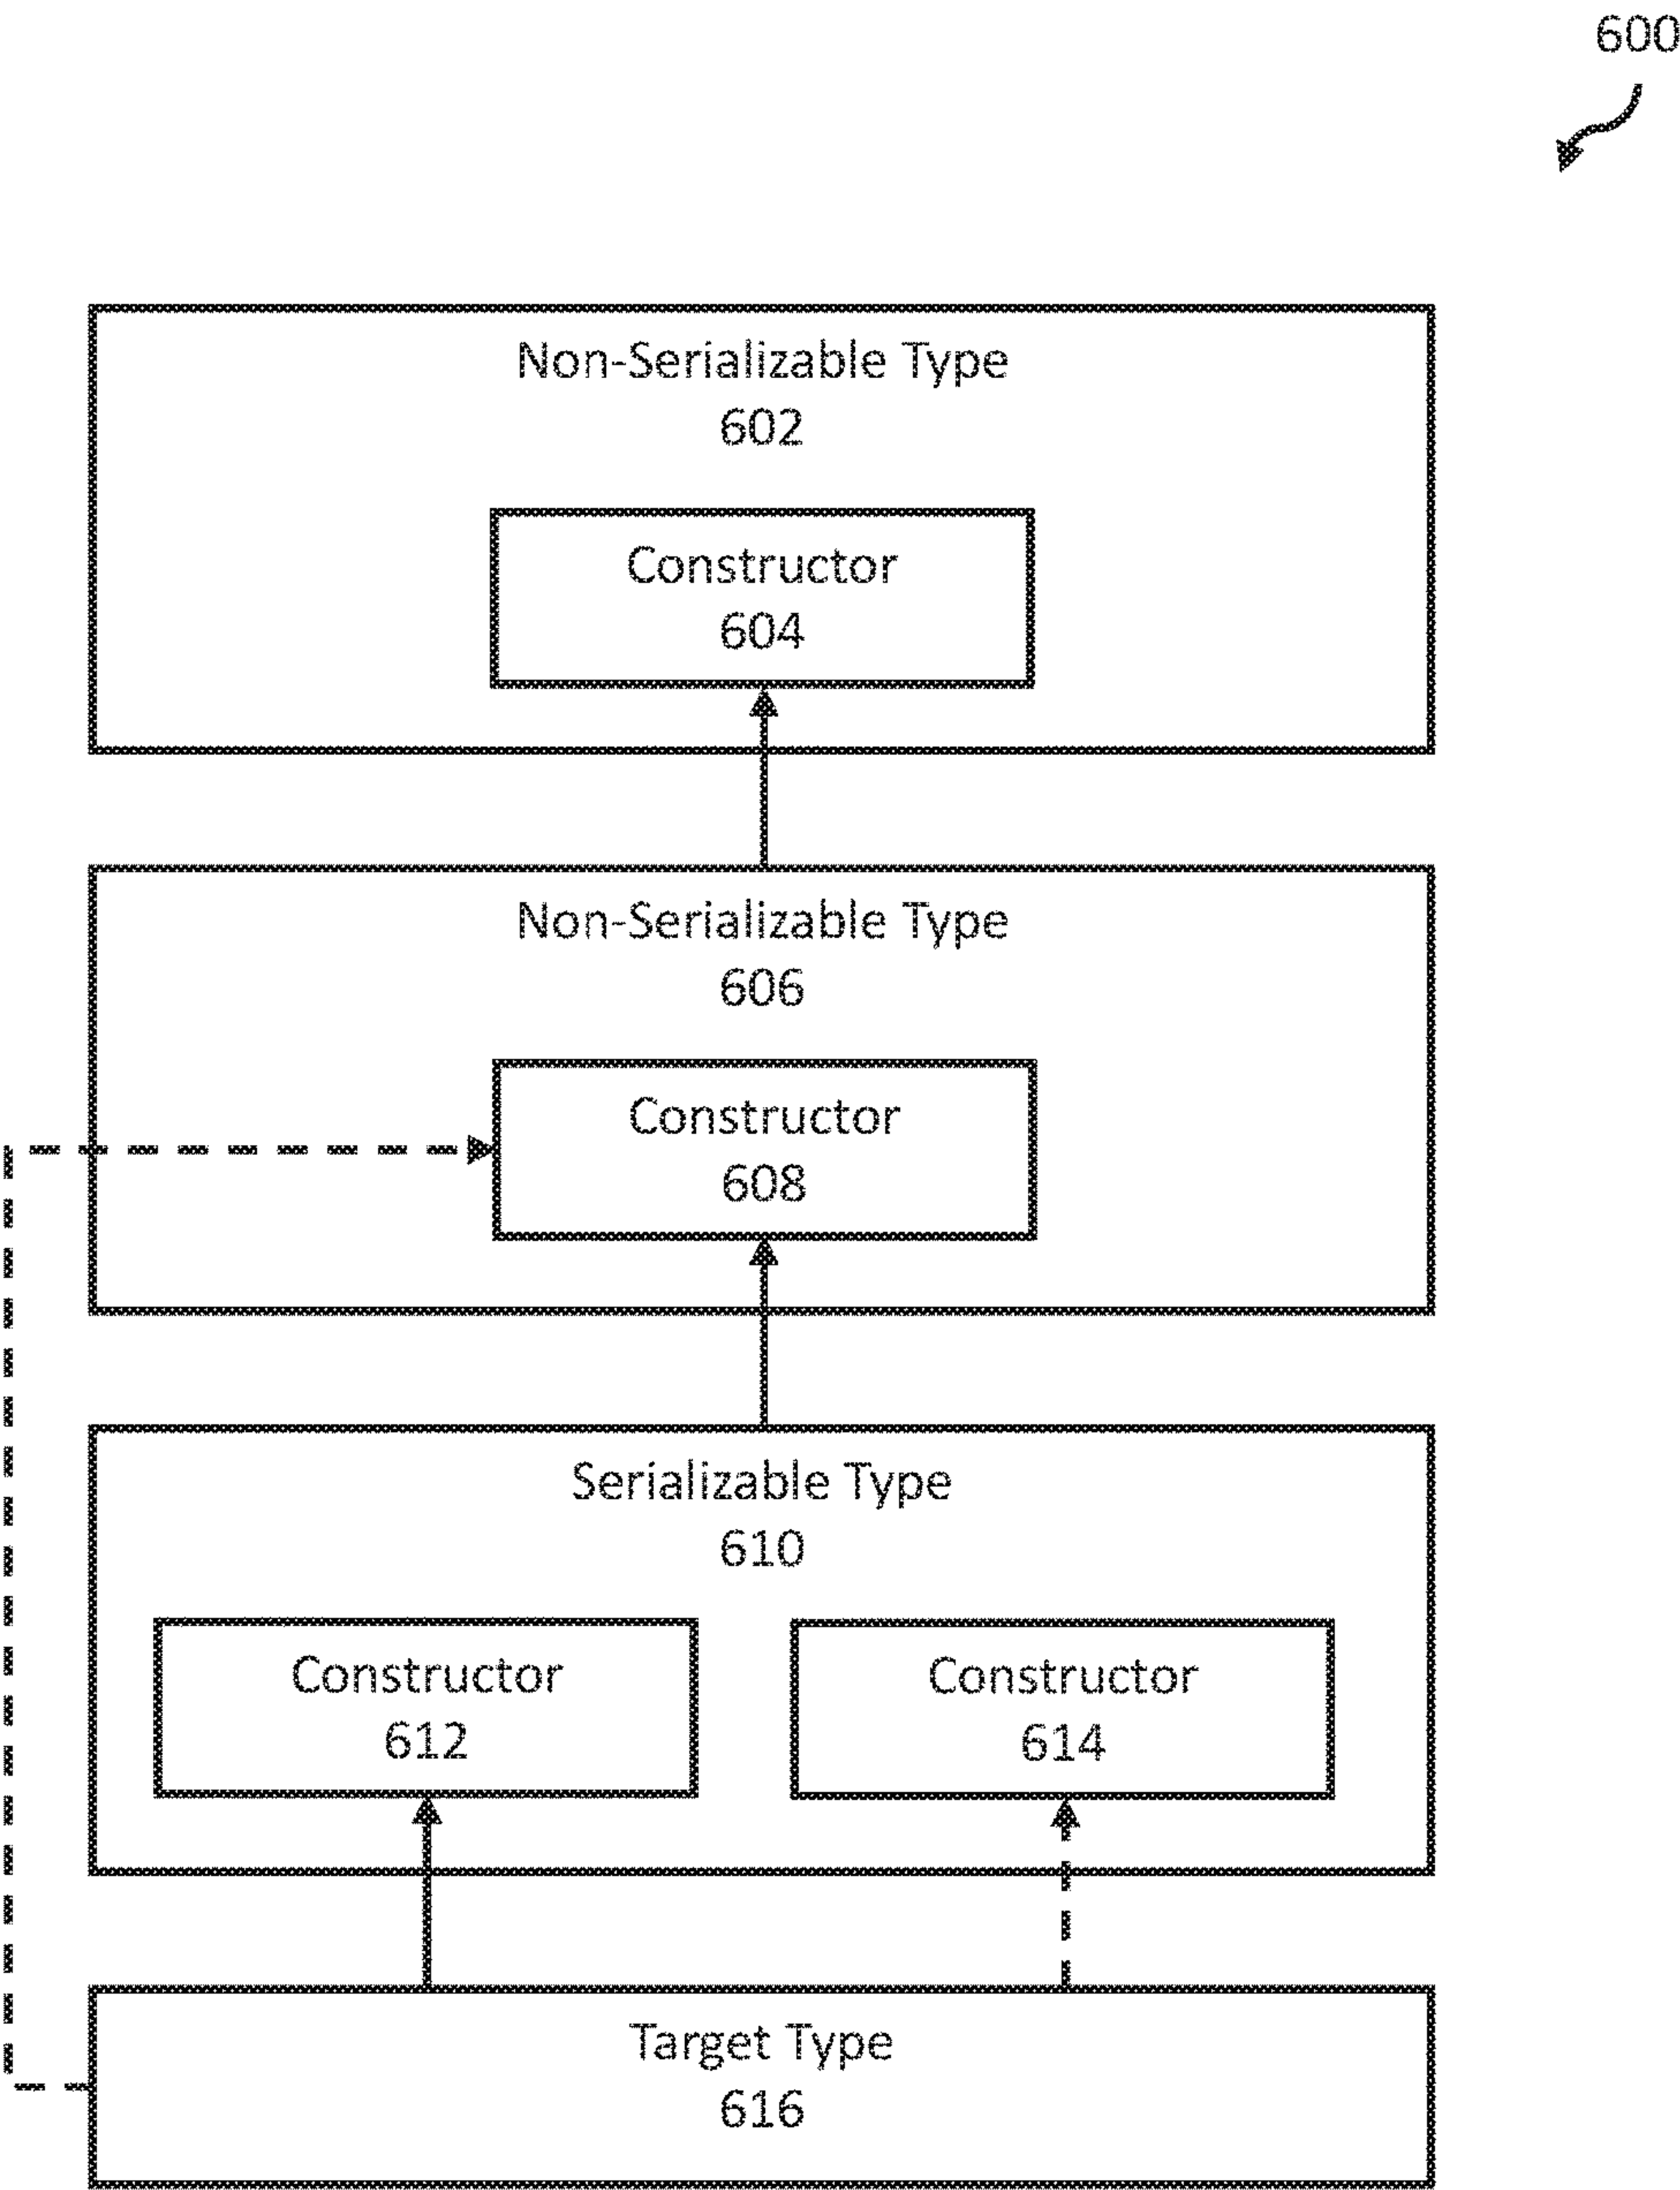 600
Non-Serializable Type
602
Constructor
604
Non-Serializable Type
606
Constructor
608
Serializable Type
610
Constructor
612
Constructor
614
Target Type
616